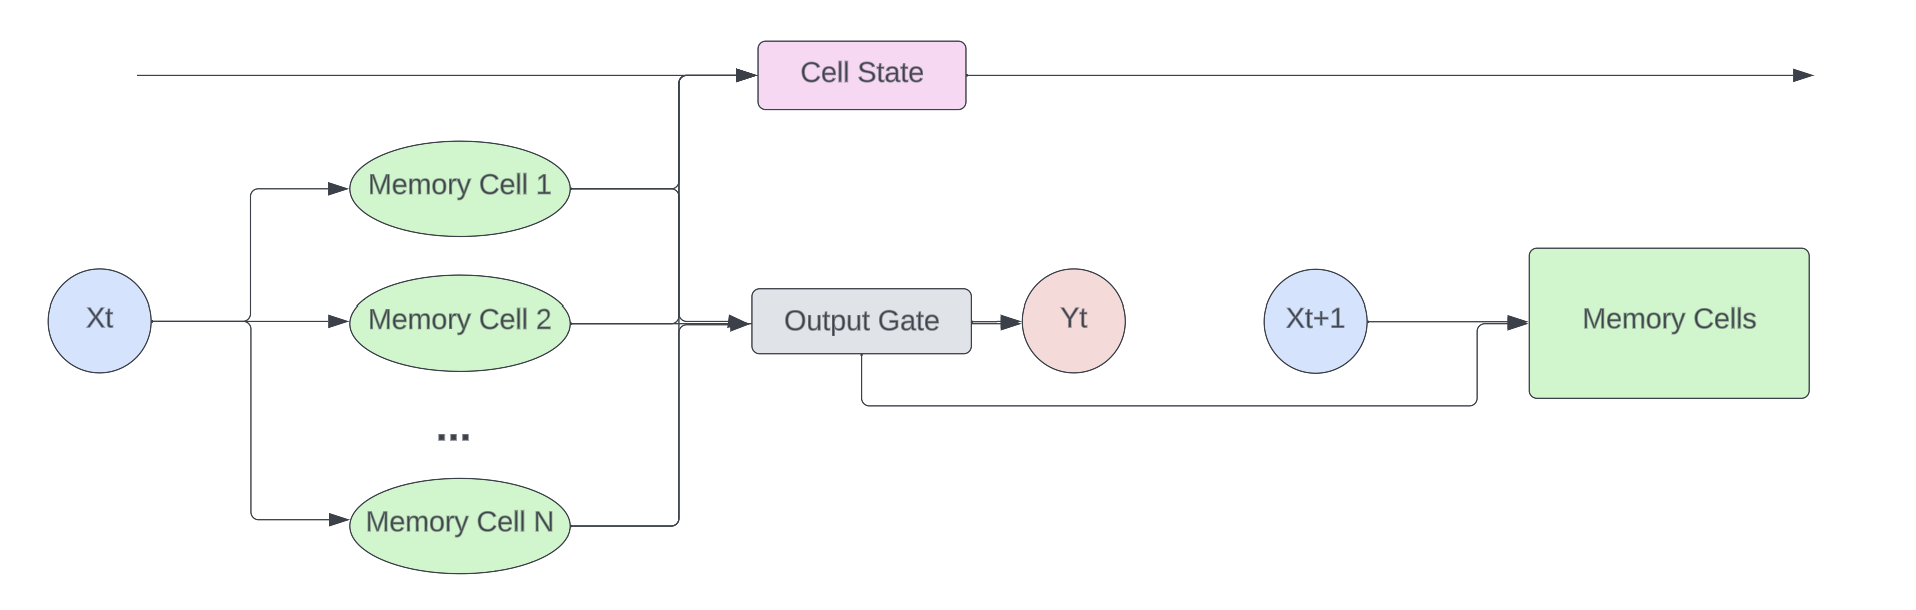 Cell State
Memory Cell 1
Xt
Memory Cell 2
Output Gate
Yt
Xt+1
Memory Cells
...
Memory Cell N